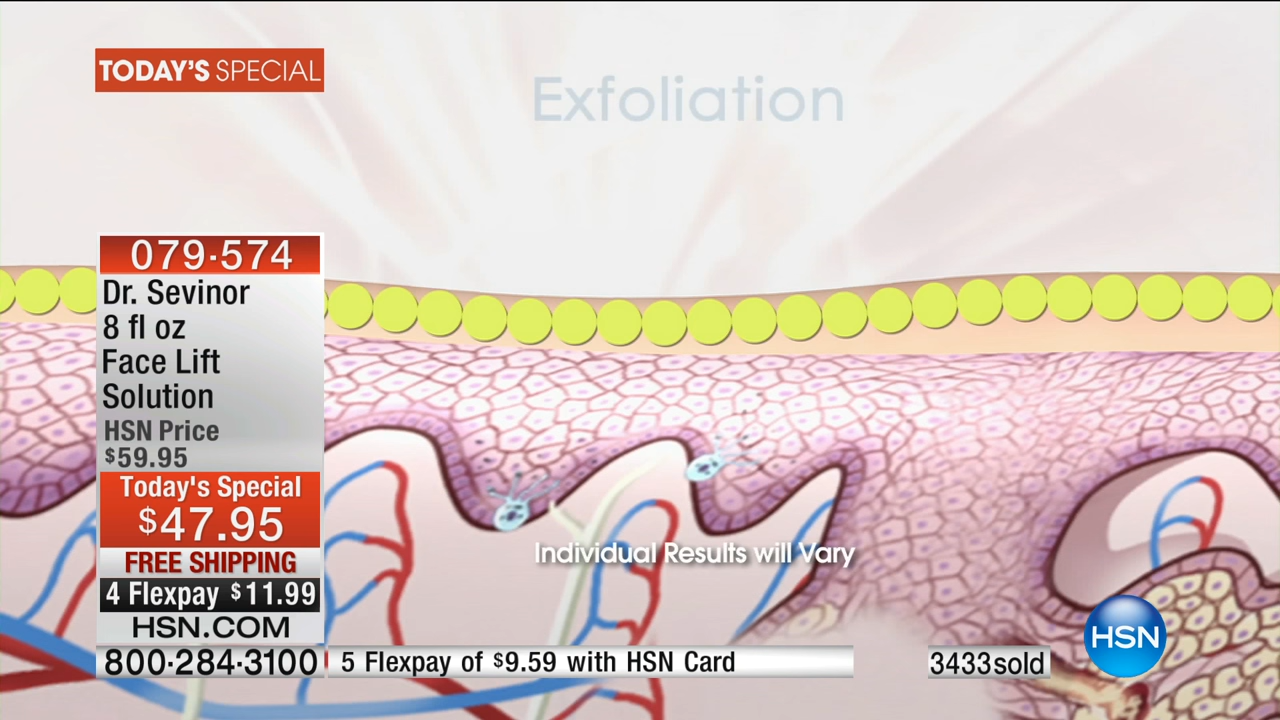 TODAY'S SPECIAL
Exfoliation
079·574
Dr. Sevinor
8 fl oz
Face Lift
Solution
HSN Price
$59.95
Today's Special
$47.95
FREE SHIPPING
4 Flexpay $11.99
HSN.COM
800·284·3100
Individual Results will Vary
5 Flexpay of $9.59 with HSN Card
3433 sold
HSN